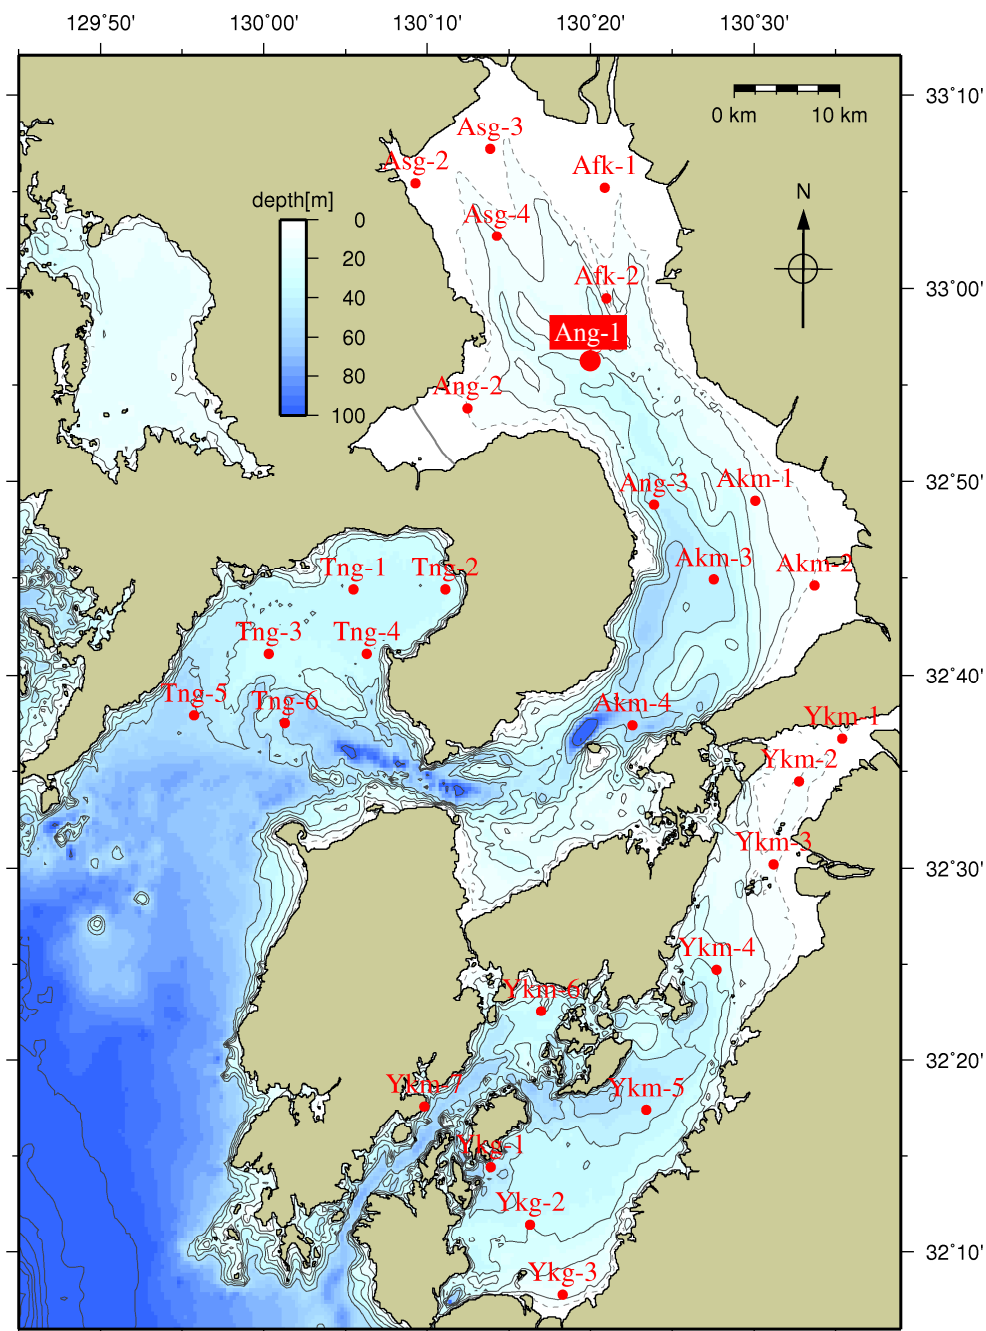 129°50' 130°00' 130°10' 130°20' 130°30'
33°10'
33°00'
32°50'
32°40'
32°30'
32°20'
32°10'
0 km 10 km
N
depth[m]
0
20
40
60
80
100
Asg-3
Asg-2
Afk-1
Asg-4
Afk-2
Ang-1
Ang-2
Ang-3
Akm-1
Akm-3
Akm-2
Tng-1
Tng-2
Tng-3
Tng-4
Tng-5
Tng-6
Akm-4
Ykm-1
Ykm-2
Ykm-3
Ykm-4
Ykm-6
Ykm-7
Ykm-5
Ykg-1
Ykg-2
Ykg-3